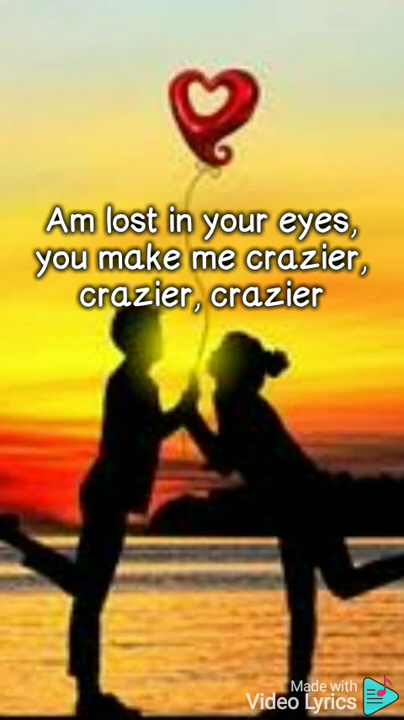 Am lost in your eyes,
you make me crazier,
crazier, crazier
Made with
Video Lyrics